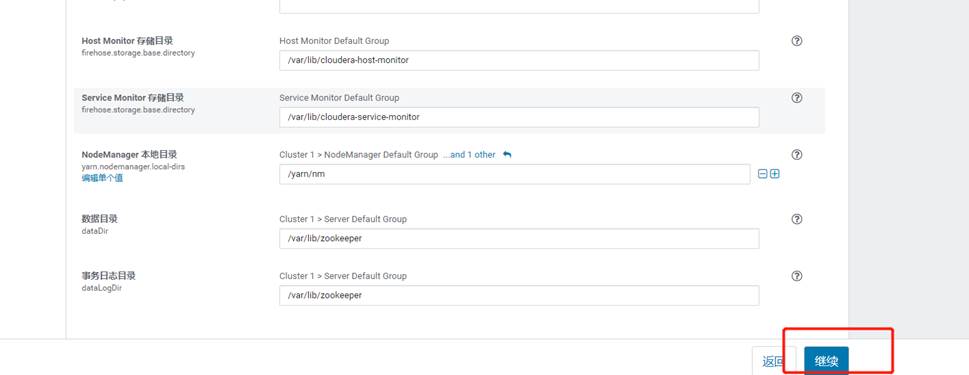 Host Monitor 存储目录
Host Monitor Default Group
firehose.storage.base.directory
/var/lib/cloudera-host-monitor
Service Monitor 存储目录
Service Monitor Default Group
firehose.storage.base.directory
/var/lib/cloudera-service-monitor
NodeManager 本地目录
Cluster 1 > NodeManager Default Group ...and 1 other
yarn.nodemanager.local-dirs
/yarn/nm
编辑单个值
数据目录
Cluster 1 > Server Default Group
dataDir
/var/lib/zookeeper
事务日志目录
Cluster 1 > Server Default Group
dataLogDir
/var/lib/zookeeper
返回
继续